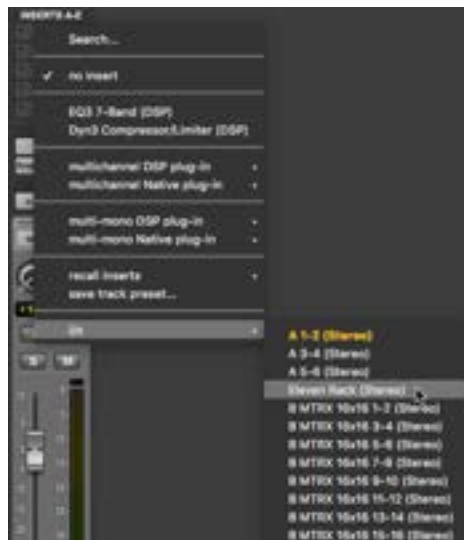 INSERTS A-E
Search...
✓ no insert
EQ3 7-Band (DSP)
Dyn3 Compressor/Limiter (DSP)
multichannel DSP plug-in
multichannel Native plug-in
multi-mono DSP plug-in
multi-mono Native plug-in
recall inserts
save track preset...
i/o
A 1-2 (Stereo)
A 3-4 (Stereo)
A 5-6 (Stereo)
Eleven Rack (Stereo)
B MTRX 16x16 1-2 (Stereo)
B MTRX 16x16 3-4 (Stereo)
B MTRX 16x16 5-6 (Stereo)
B MTRX 16x16 7-8 (Stereo)
B MTRX 16x16 9-10 (Stereo)
B MTRX 16x16 11-12 (Stereo)
B MTRX 16x16 13-14 (Stereo)
B MTRX 16x16 15-16 (Stereo)
S M